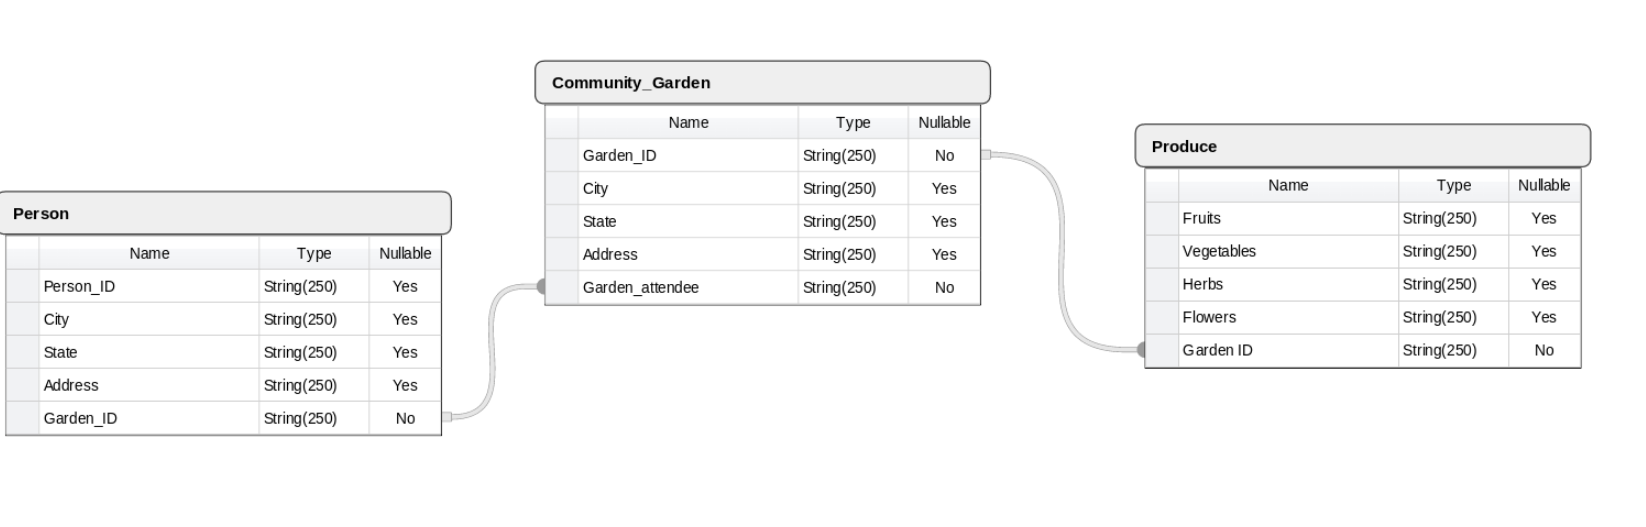 Community_Garden
Name Type Nullable
Garden_ID String(250) No
City String(250) Yes
State String(250) Yes
Address String(250) Yes
Garden_attendee String(250) No
Produce
Name Type Nullable
Fruits String(250) Yes
Vegetables String(250) Yes
Herbs String(250) Yes
Flowers String(250) Yes
Garden ID String(250) No
Person
Name Type Nullable
Person_ID String(250) Yes
City String(250) Yes
State String(250) Yes
Address String(250) Yes
Garden_ID String(250) No